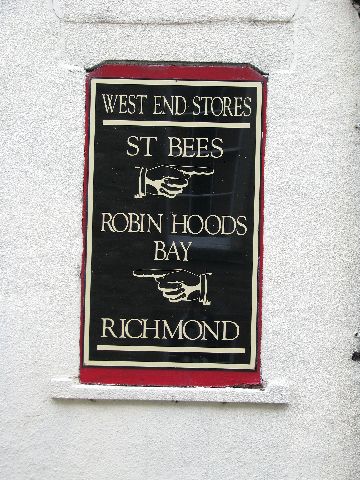 WEST END STORES
ST BEES
ROBIN HOODS
BAY
RICHMOND